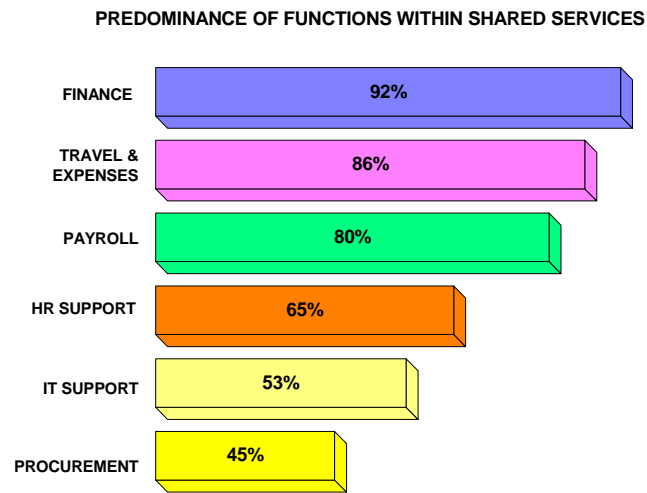 PREDOMINANCE OF FUNCTIONS WITHIN SHARED SERVICES
FINANCE
92%
TRAVEL &
EXPENSES
86%
PAYROLL
80%
HR SUPPORT
65%
IT SUPPORT
53%
PROCUREMENT
45%